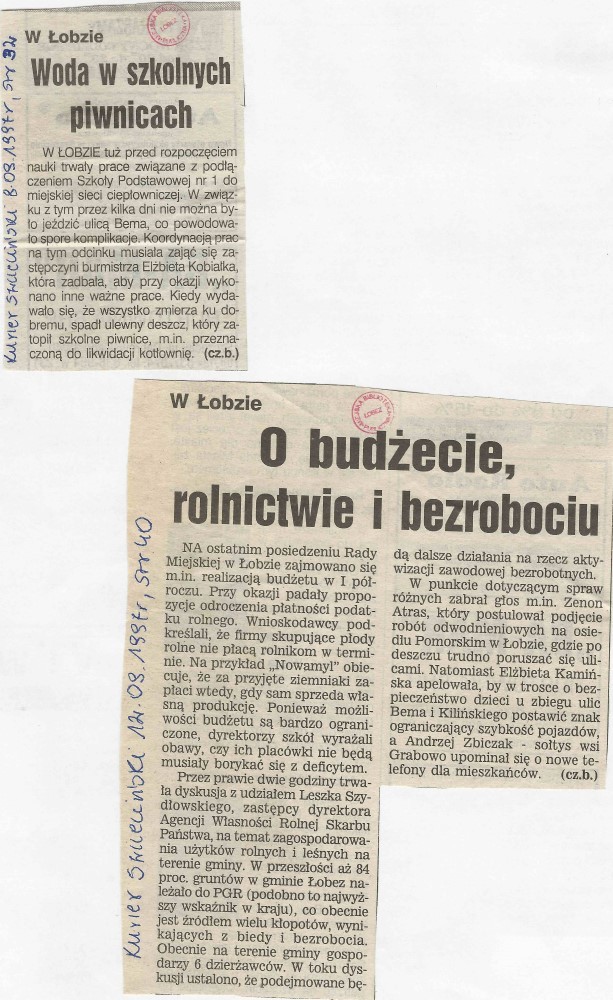 Kurier Szczeciński 8.09.1997r, str 32
W Łobzie
Woda w szkolnych
piwnicach
W ŁOBZIE tuż przed rozpoczęciem
nauki trwały prace związane z podłą-
czeniem Szkoły Podstawowej nr 1 do
miejskiej sieci ciepłowniczej. W związ-
ku z tym przez kilka dni nie można by-
ło jeździć ulicą Bema, co powodowa-
ło spore komplikacje. Koordynacją prac
na tym odcinku musiała zająć się za-
stępczyni burmistrza Elżbieta Kobiałka,
która zadbała, aby przy okazji wyko-
nano inne ważne prace. Kiedy wyda-
wało się, że wszystko zmierza ku do-
bremu, spadł ulewny deszcz, który za-
topił szkolne piwnice, m.in. przezna-
czoną do likwidacji kotłownię. (cz.b.)
Kurier Szczeciński 12.09.1997r, str 40
W Łobzie
O budżecie,
rolnictwie i bezrobociu
NA ostatnim posiedzeniu Rady
Miejskiej w Łobzie zajmowano się
m.in. realizacją budżetu w I pół-
roczu. Przy okazji padały propo-
zycje odroczenia płatności podat-
ku rolnego. Wnioskodawcy pod-
kreślali, że firmy skupujące płody
rolne nie płacą rolnikom w termi-
nie. Na przykład „Nowamyl" obie-
cuje, że za przyjęte ziemniaki za-
płaci wtedy, gdy sam sprzeda wła-
sną produkcję. Ponieważ możli-
wości budżetu są bardzo ograni-
czone, dyrektorzy szkół wyrażali
obawy, czy ich placówki nie będą
musiały borykać się z deficytem.
Przez prawie dwie godziny trwa-
ła dyskusja z udziałem Leszka Szy-
dłowskiego, zastępcy dyrektora
Agencji Własności Rolnej Skarbu
Państwa, na temat zagospodarowa-
nia użytków rolnych i leśnych na
terenie gminy. W przeszłości aż 84
proc. gruntów w gminie Łobez na-
leżało do PGR (podobno to najwyż-
szy wskaźnik w kraju), co obecnie
jest źródłem wielu kłopotów, wyni-
kających z biedy i bezrobocia.
Obecnie na terenie gminy gospo-
darzy 6 dzierżawców. W toku dys-
kusji ustalono, że podejmowane bę-
dą dalsze działania na rzecz akty-
wizacji zawodowej bezrobotnych.
W punkcie dotyczącym spraw
różnych zabrał głos m.in. Zenon
Atras, który postulował podjęcie
robót odwodnieniowych na osie-
dlu Pomorskim w Łobzie, gdzie po
deszczu trudno poruszać się uli-
cami. Natomiast Elżbieta Kamiń-
ska apelowała, by w trosce o bez-
pieczeństwo dzieci u zbiegu ulic
Bema i Kilińskiego postawić znak
ograniczający szybkość pojazdów,
a Andrzej Zbiczak - sołtys wsi
Grabowo upominał się o nowe te-
lefony dla mieszkańców. (cz.b.)